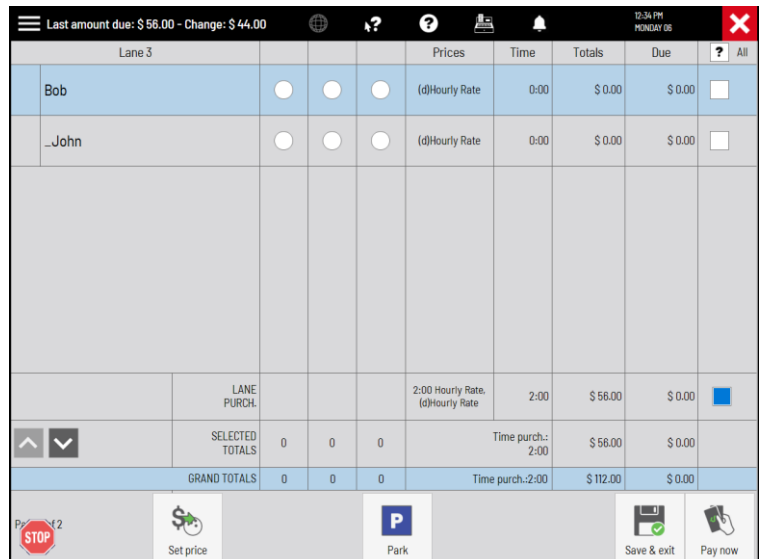 Last amount due: $ 56.00 - Change: $ 44.00 ? ? 12:34 PM
MONDAY 06
Lane 3 Prices Time Totals Due ? All
Bob (d)Hourly Rate 0:00 $ 0.00 $ 0.00
_John (d)Hourly Rate 0:00 $ 0.00 $ 0.00
LANE
PURCH.
2:00 Hourly Rate,
(d)Hourly Rate
2:00 $ 56.00 $ 0.00
SELECTED
TOTALS
0 0 0
Time purch.:
2:00
$ 56.00 $ 0.00
GRAND TOTALS 0 0 0 Time purch.:2:00 $ 112.00 $ 0.00
f 2
STOP
$
Set price
P
Park
Save & exit
Pay now